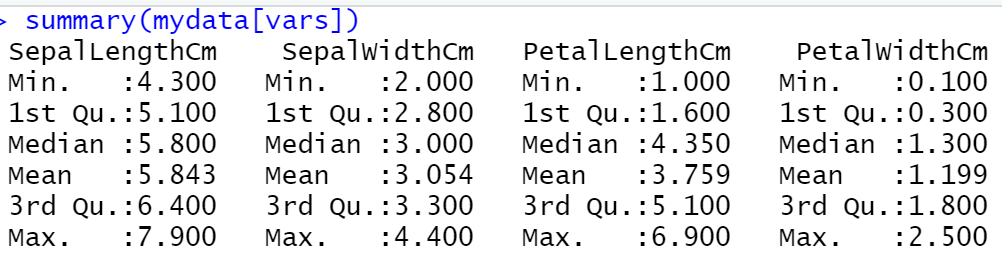 > summary(mydata[vars])
SepalLengthCm SepalWidthCm PetalLengthCm PetalWidthCm
Min. :4.300 Min. :2.000 Min. :1.000 Min. :0.100
1st Qu.:5.100 1st Qu.:2.800 1st Qu.:1.600 1st Qu.:0.300
Median :5.800 Median :3.000 Median :4.350 Median :1.300
Mean :5.843 Mean :3.054 Mean :3.759 Mean :1.199
3rd Qu.:6.400 3rd Qu.:3.300 3rd Qu.:5.100 3rd Qu.:1.800
Max. :7.900 Max. :4.400 Max. :6.900 Max. :2.500